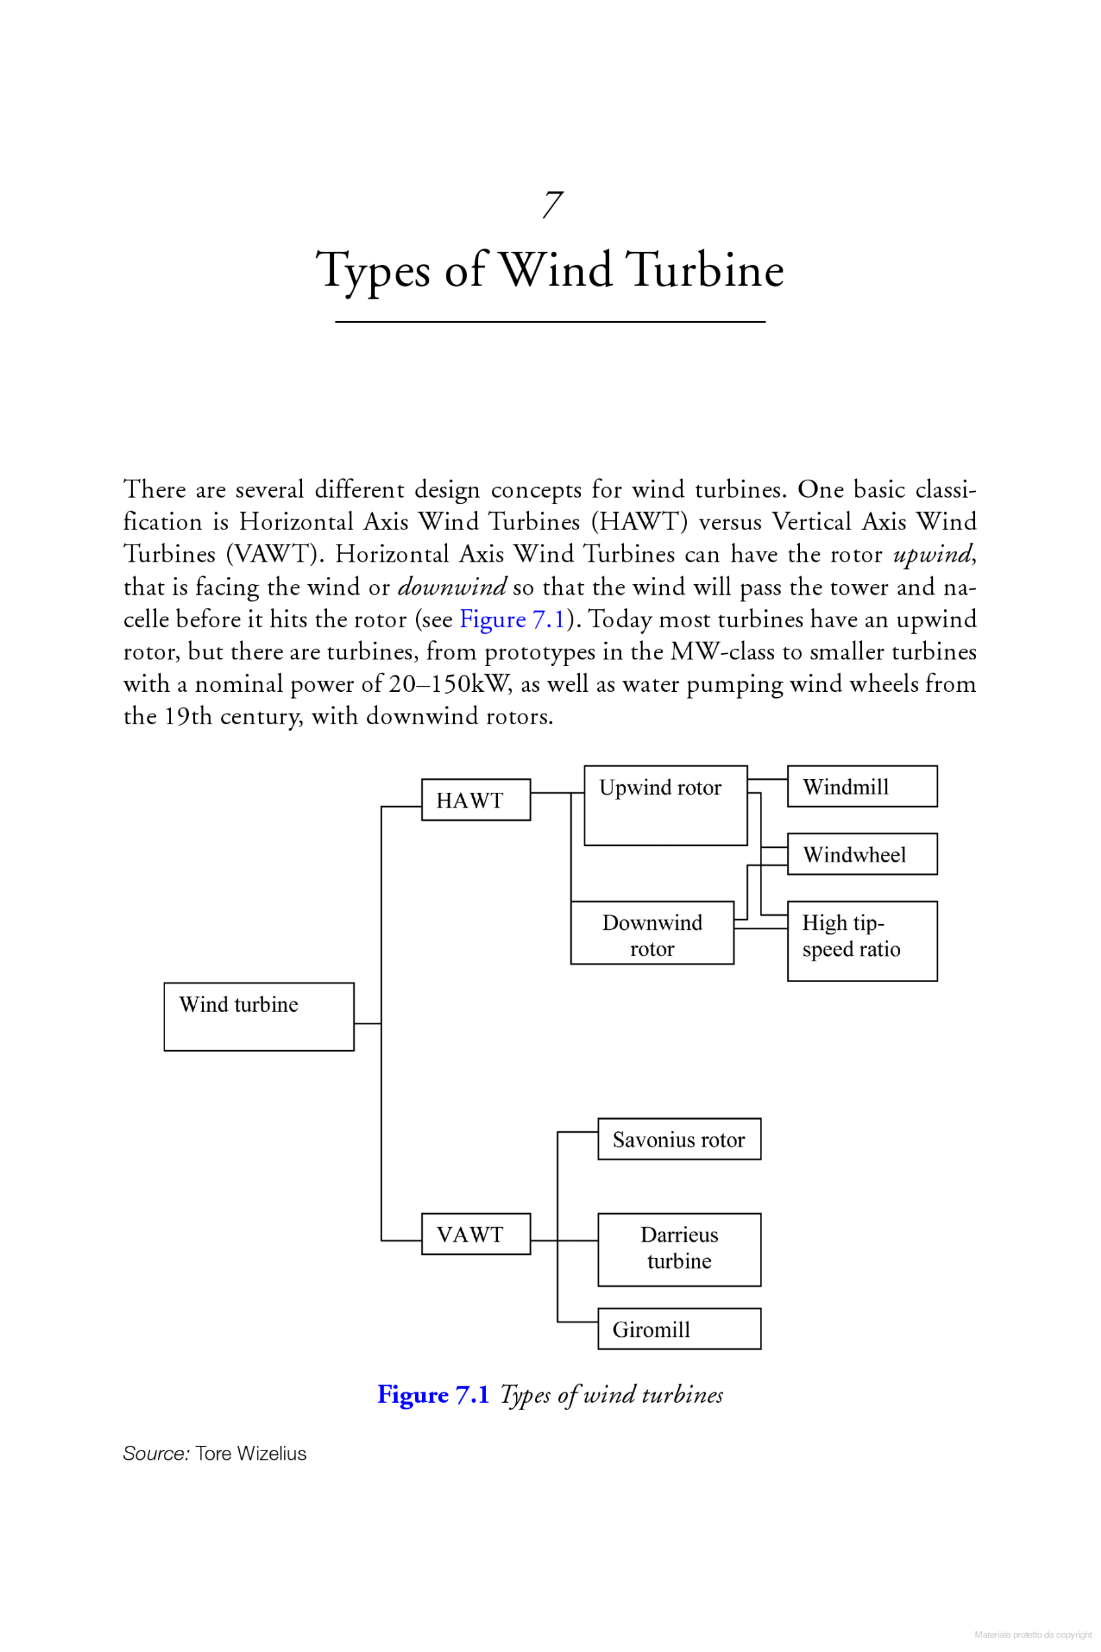 7
Types of Wind Turbine
There are several different design concepts for wind turbines. One basic classi-
fication is Horizontal Axis Wind Turbines (HAWT) versus Vertical Axis Wind
Turbines (VAWT). Horizontal Axis Wind Turbines can have the rotor upwind,
that is facing the wind or downwind so that the wind will pass the tower and na-
celle before it hits the rotor (see Figure 7.1). Today most turbines have an upwind
rotor, but there are turbines, from prototypes in the MW-class to smaller turbines
with a nominal power of 20–150kW, as well as water pumping wind wheels from
the 19th century, with downwind rotors.
HAWT
Upwind rotor
Windmill
Windwheel
Downwind
rotor
High tip-
speed ratio
Wind turbine
Savonius rotor
VAWT
Darrieus
turbine
Giromill
Figure 7.1 Types of wind turbines
Source: Tore Wizelius
Materiale protetto da copyright